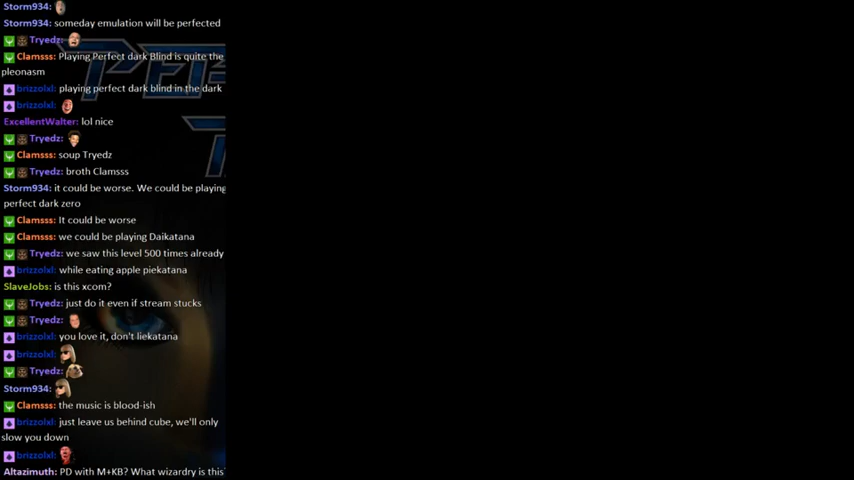 Storm934:
Storm934: someday emulation will be perfected
Tryedz:
Clamsss: Playing Perfect dark Blind is quite the
pleonasm
brizzolxl: playing perfect dark blind in the dark
brizzolxl:
ExcellentWalter: lol nice
Tryedz:
Clamsss: soup Tryedz
Tryedz: broth Clamsss
Storm934: it could be worse. We could be playing
perfect dark zero
Clamsss: It could be worse
Clamsss: we could be playing Daikatana
Tryedz: we saw this level 500 times already
brizzolxl: while eating apple piekatana
SlaveJobs: is this xcom?
Tryedz: just do it even if stream stucks
Tryedz:
brizzolxl: you love it, don't liekatana
brizzolxl:
Tryedz:
Storm934:
Clamsss: the music is blood-ish
brizzolxl: just leave us behind cube, we'll only
slow you down
brizzolxl:
Altazimuth: PD with M+KB? What wizardry is this